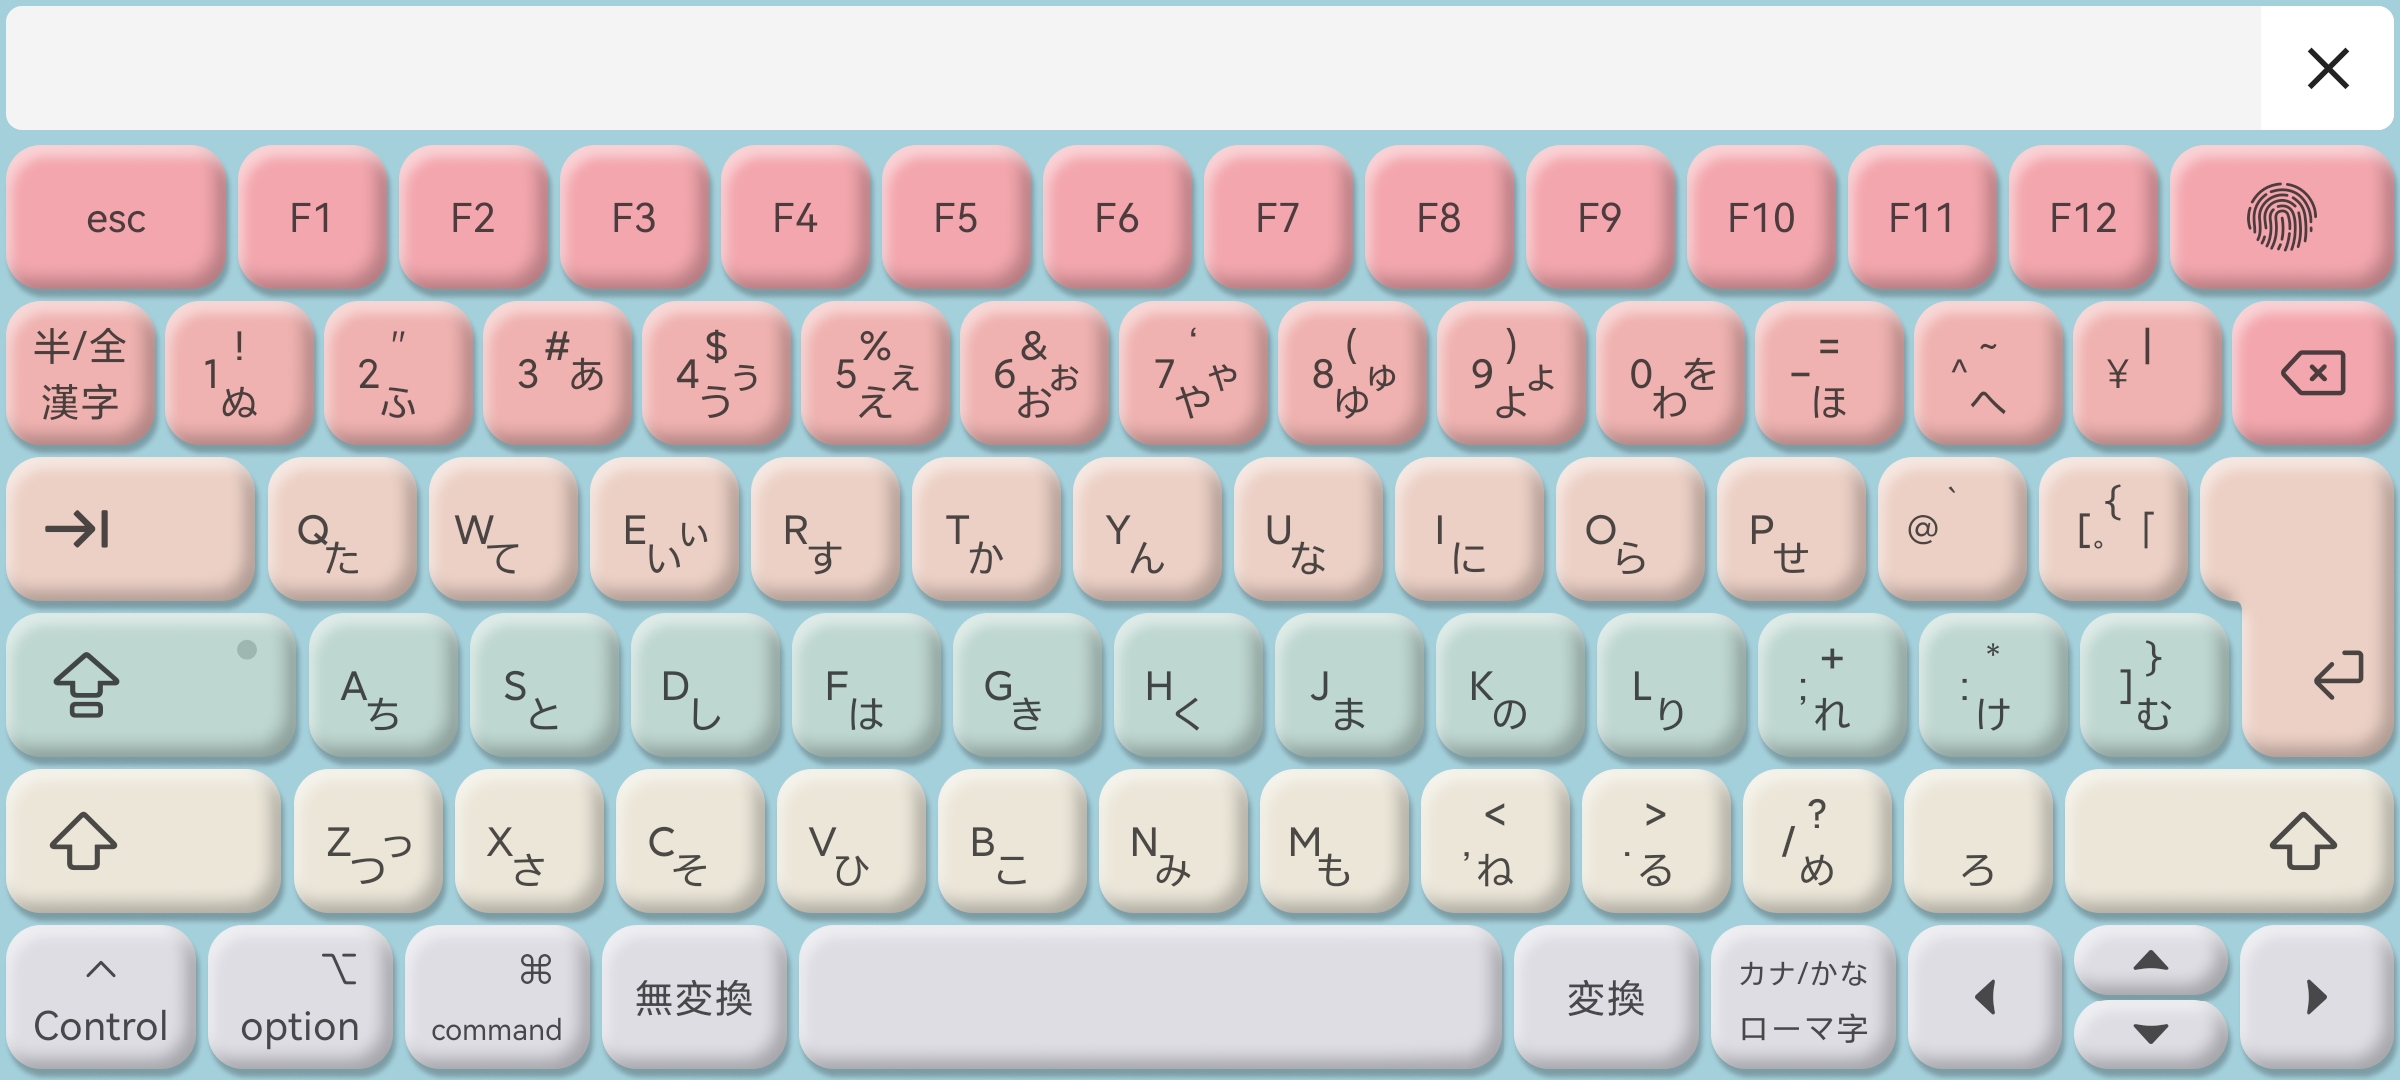 esc F1 F2 F3 F4 F5 F6 F7 F8 F9 F10 F11 F12
半/全 漢字 ! 1 ぬ " 2 ふ # 3 あ $ 4 ぅ う % 5 ぇ え & 6 ぉ お ‘ 7 ゃ や ( 8 ゅ ゆ ) 9 ょ よ 0 を わ = - ほ ~ ^ へ | ¥
Q た W て E ぃ い R す T か Y ん U な I に O ら P せ ` @ { [ 。 「
A ち S と D し F は G き H く J ま K の L り + ; れ * : け } ] む
Z っ つ X さ C そ V ひ B こ N み M も < , ね > . る ? / め ろ
^ Control ⌥ option ⌘ command 無変換 変換 カナ/かな ローマ字